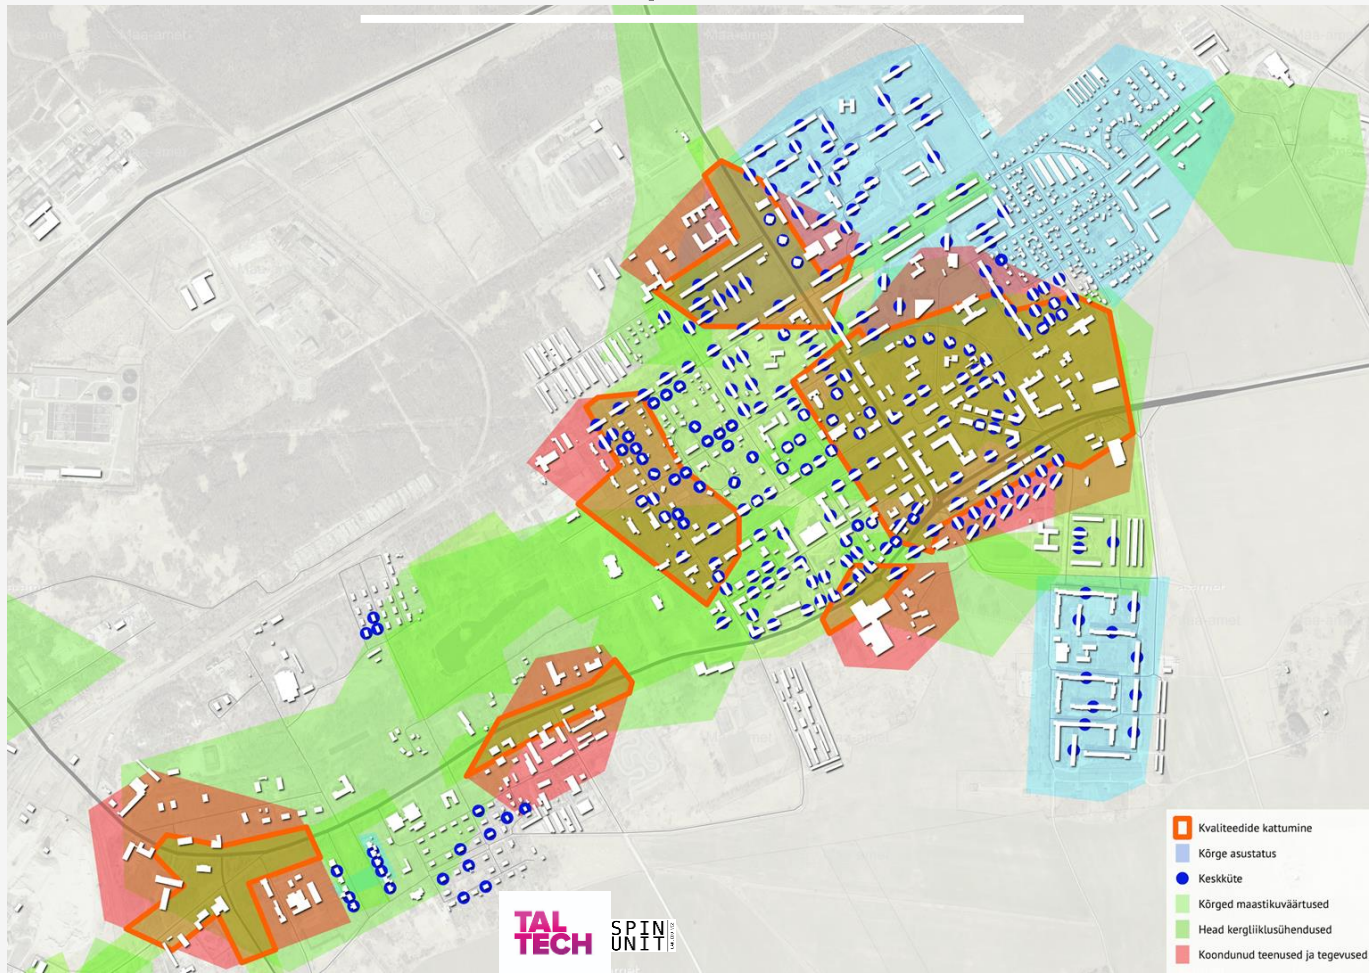 Kvaliteedide kattumine
Kõrge asustatus
Keskküte
Kõrged maastikuväärtused
Head kergliiklusühendused
Koondunud teenused ja tegevused
TAL
TECH
SPIN
UNIT